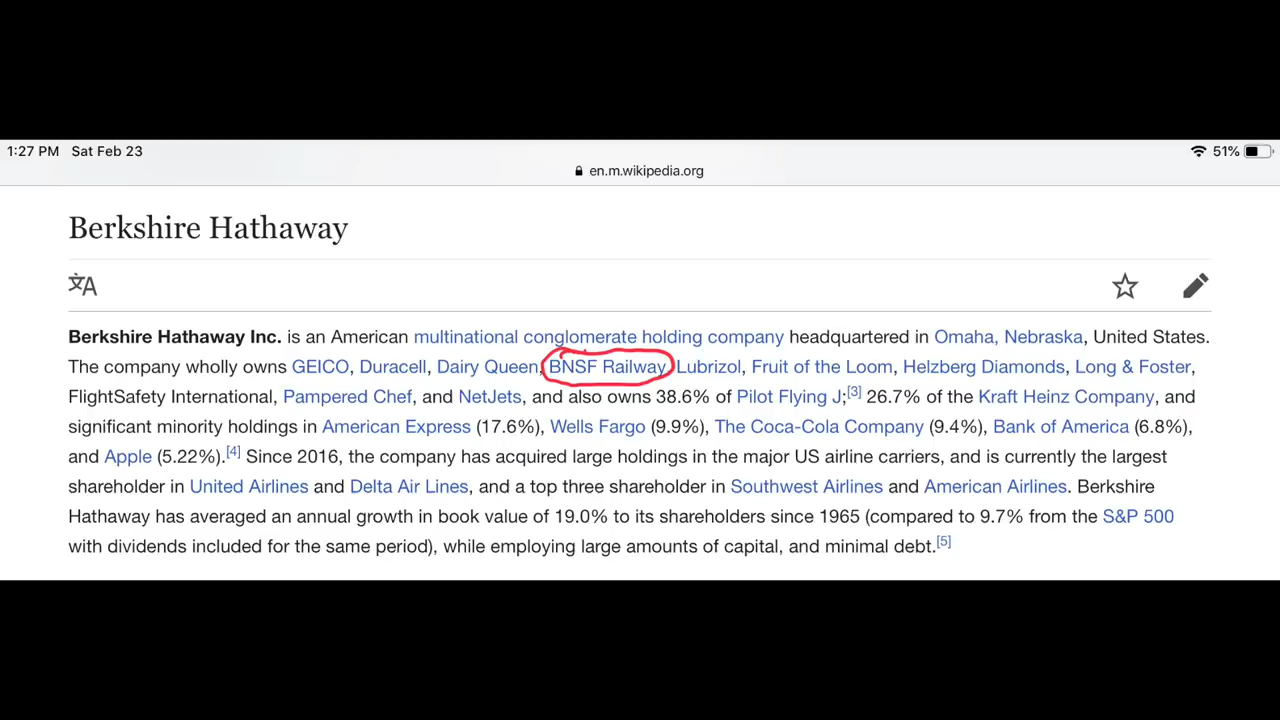 1:27 PM Sat Feb 23 51%
en.m.wikipedia.org
Berkshire Hathaway
文A
Berkshire Hathaway Inc. is an American multinational conglomerate holding company headquartered in Omaha, Nebraska, United States.
The company wholly owns GEICO, Duracell, Dairy Queen, BNSF Railway, Lubrizol, Fruit of the Loom, Helzberg Diamonds, Long & Foster,
FlightSafety International, Pampered Chef, and NetJets, and also owns 38.6% of Pilot Flying J;[3] 26.7% of the Kraft Heinz Company, and
significant minority holdings in American Express (17.6%), Wells Fargo (9.9%), The Coca-Cola Company (9.4%), Bank of America (6.8%),
and Apple (5.22%).[4] Since 2016, the company has acquired large holdings in the major US airline carriers, and is currently the largest
shareholder in United Airlines and Delta Air Lines, and a top three shareholder in Southwest Airlines and American Airlines. Berkshire
Hathaway has averaged an annual growth in book value of 19.0% to its shareholders since 1965 (compared to 9.7% from the S&P 500
with dividends included for the same period), while employing large amounts of capital, and minimal debt.[5]